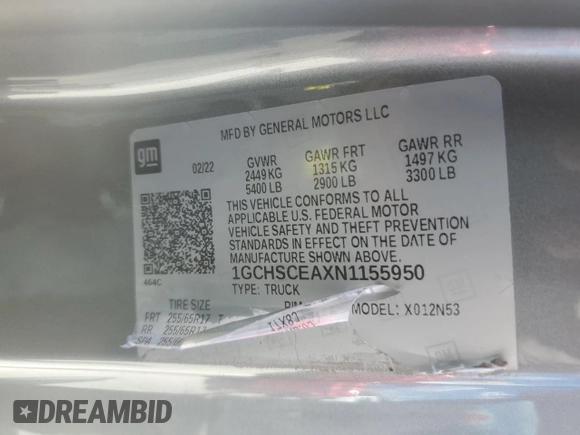 MFD BY GENERAL MOTORS LLC
gm
02/22
GVWR GAWR FRT GAWR RR
2449 KG 1315 KG 1497 KG
5400 LB 2900 LB 3300 LB
THIS VEHICLE CONFORMS TO ALL
APPLICABLE U.S. FEDERAL MOTOR
VEHICLE SAFETY AND THEFT PREVENTION
STANDARDS IN EFFECT ON THE DATE OF
MANUFACTURE SHOWN ABOVE.
464C
1GCHSCEAXN1155950
TYPE: TRUCK
TIRE SIZE MODEL: X012N53
FRT 255/65R17 T
RR 255/65R17
SPA
C8X11
gm
DREAMBID